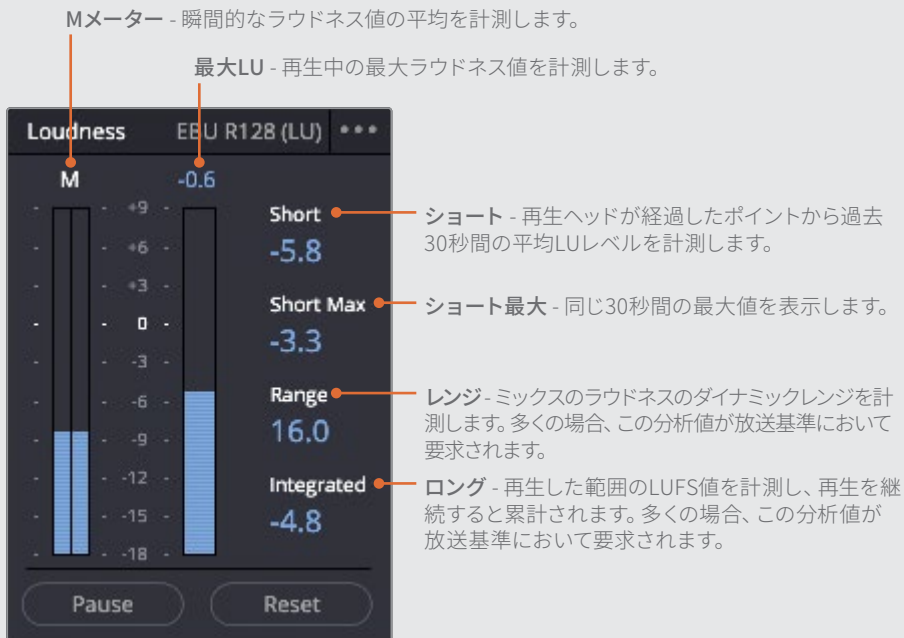 Mメーター - 瞬間的なラウドネス値の平均を計測します。
最大LU - 再生中の最大ラウドネス値を計測します。
Loudness EBU R128 (LU) •••
M -0.6
+9
+6
+3
0
-3
-6
-9
-12
-15
-18
Short
-5.8
Short Max
-3.3
Range
16.0
Integrated
-4.8
Pause Reset
ショート - 再生ヘッドが経過したポイントから過去
30秒間の平均LUレベルを計測します。
ショート最大 - 同じ30秒間の最大値を表示します。
レンジ - ミックスのラウドネスのダイナミックレンジを計
測します。多くの場合、この分析値が放送基準において
要求されます。
ロング - 再生した範囲のLUFS値を計測し、再生を継
続すると累計されます。多くの場合、この分析値が
放送基準において要求されます。